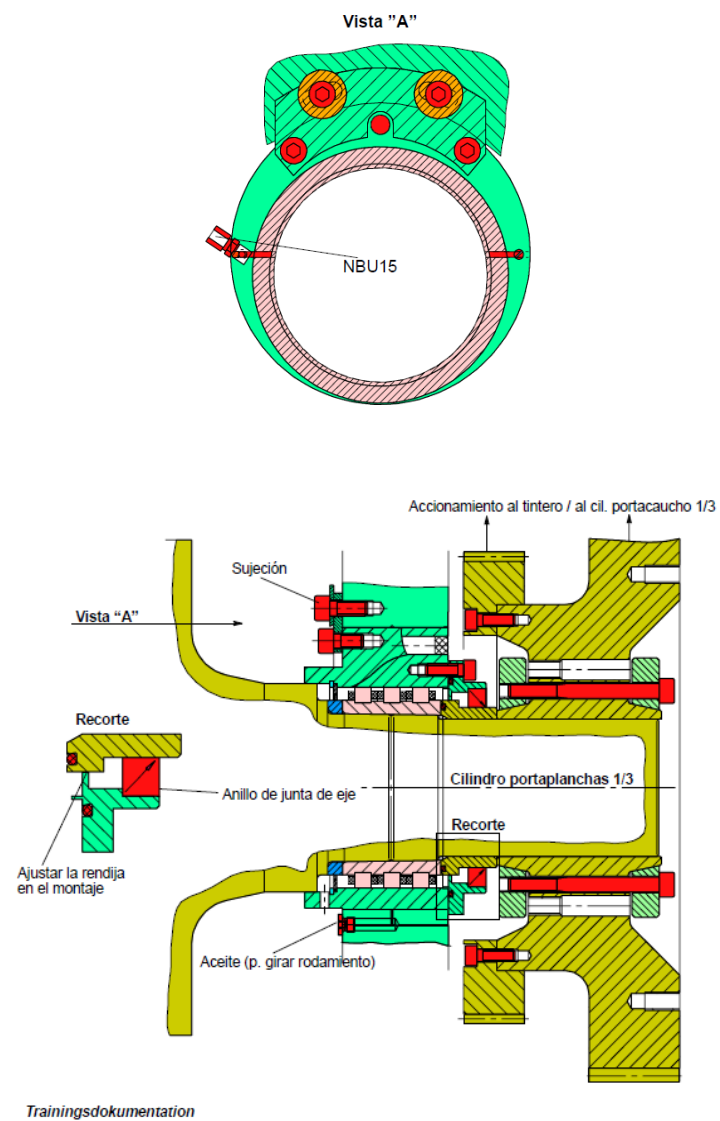 Vista ”A”
NBU15
Accionamiento al tintero / al cil. portacaucho 1/3
Sujeción
Vista “A”
Recorte
Cilindro portaplanchas 1/3
Anillo de junta de eje
Recorte
Ajustar la rendija
en el montaje
Aceite (p. girar rodamiento)
Trainingsdokumentation